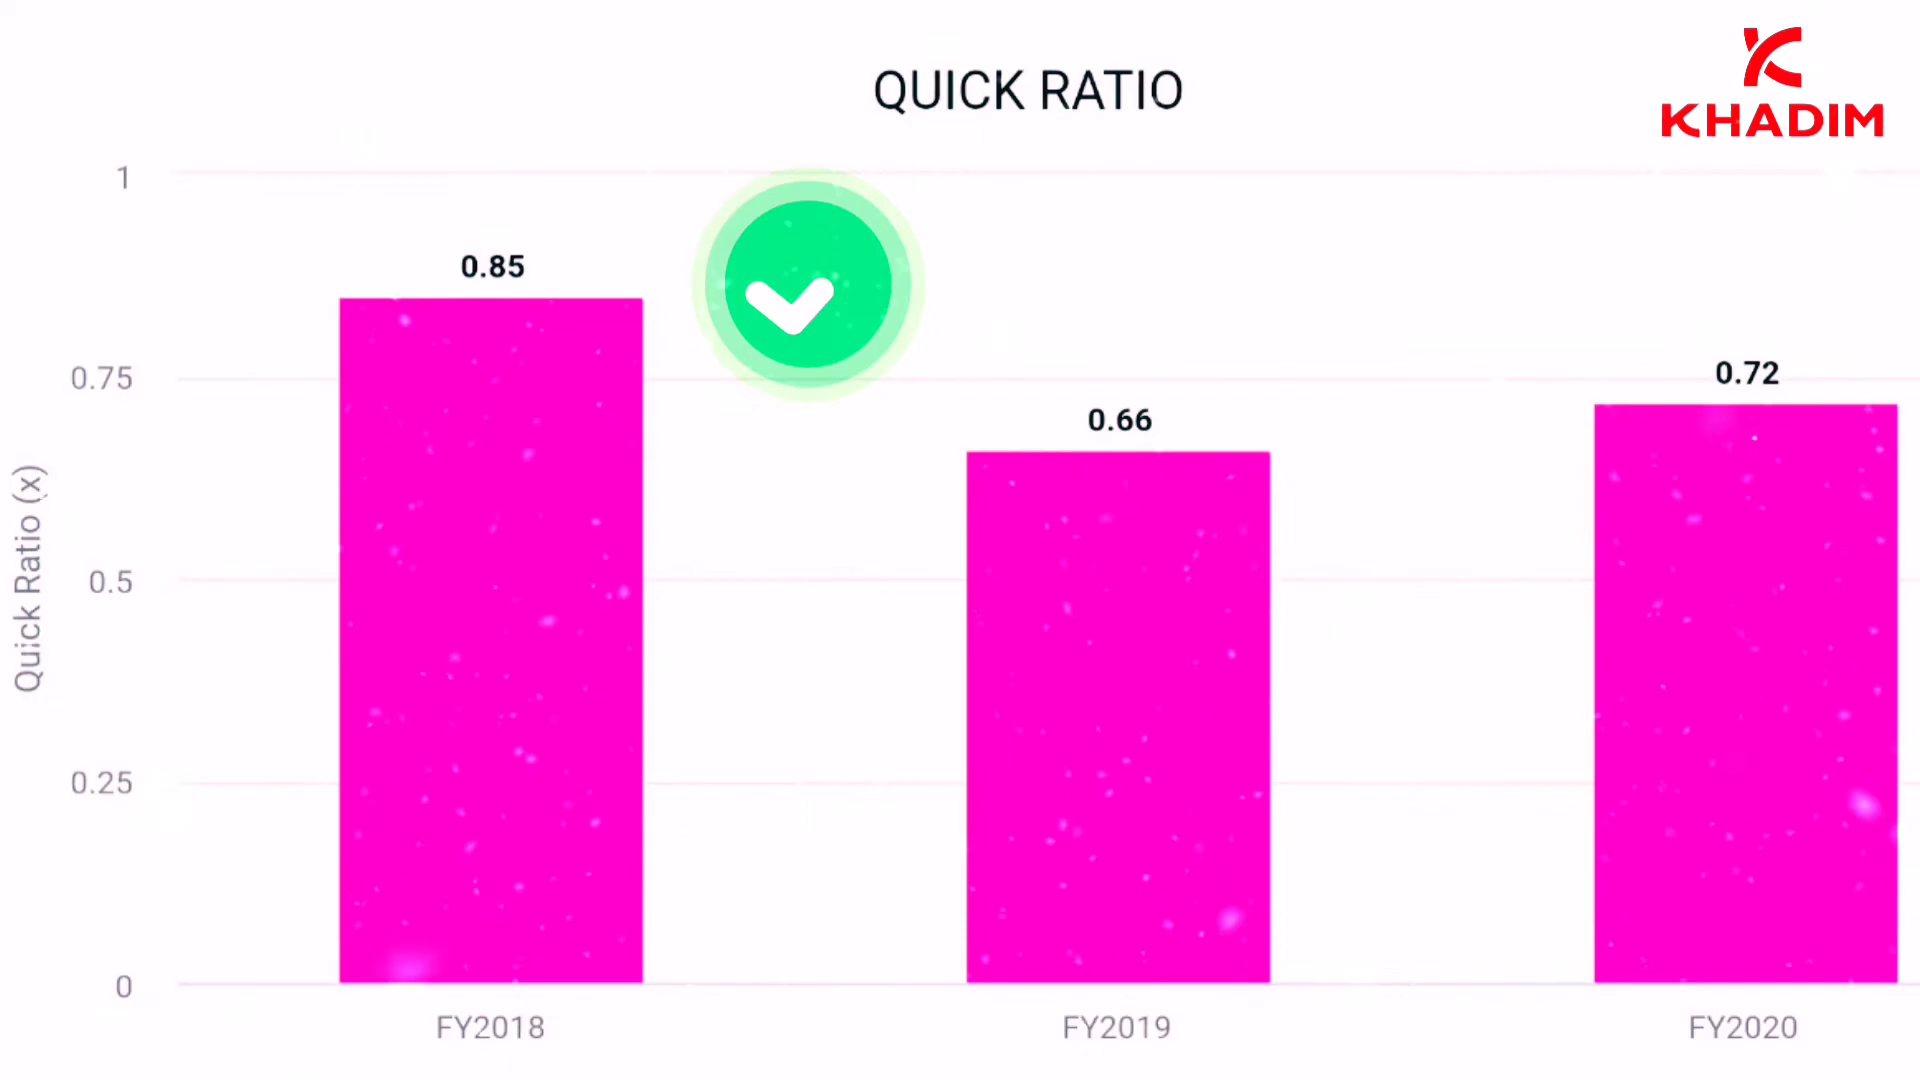 QUICK RATIO
KHADIM
1
0.85
0.75
0.72
0.66
Quick Ratio (x)
0.5
0.25
0
FY2018
FY2019
FY2020